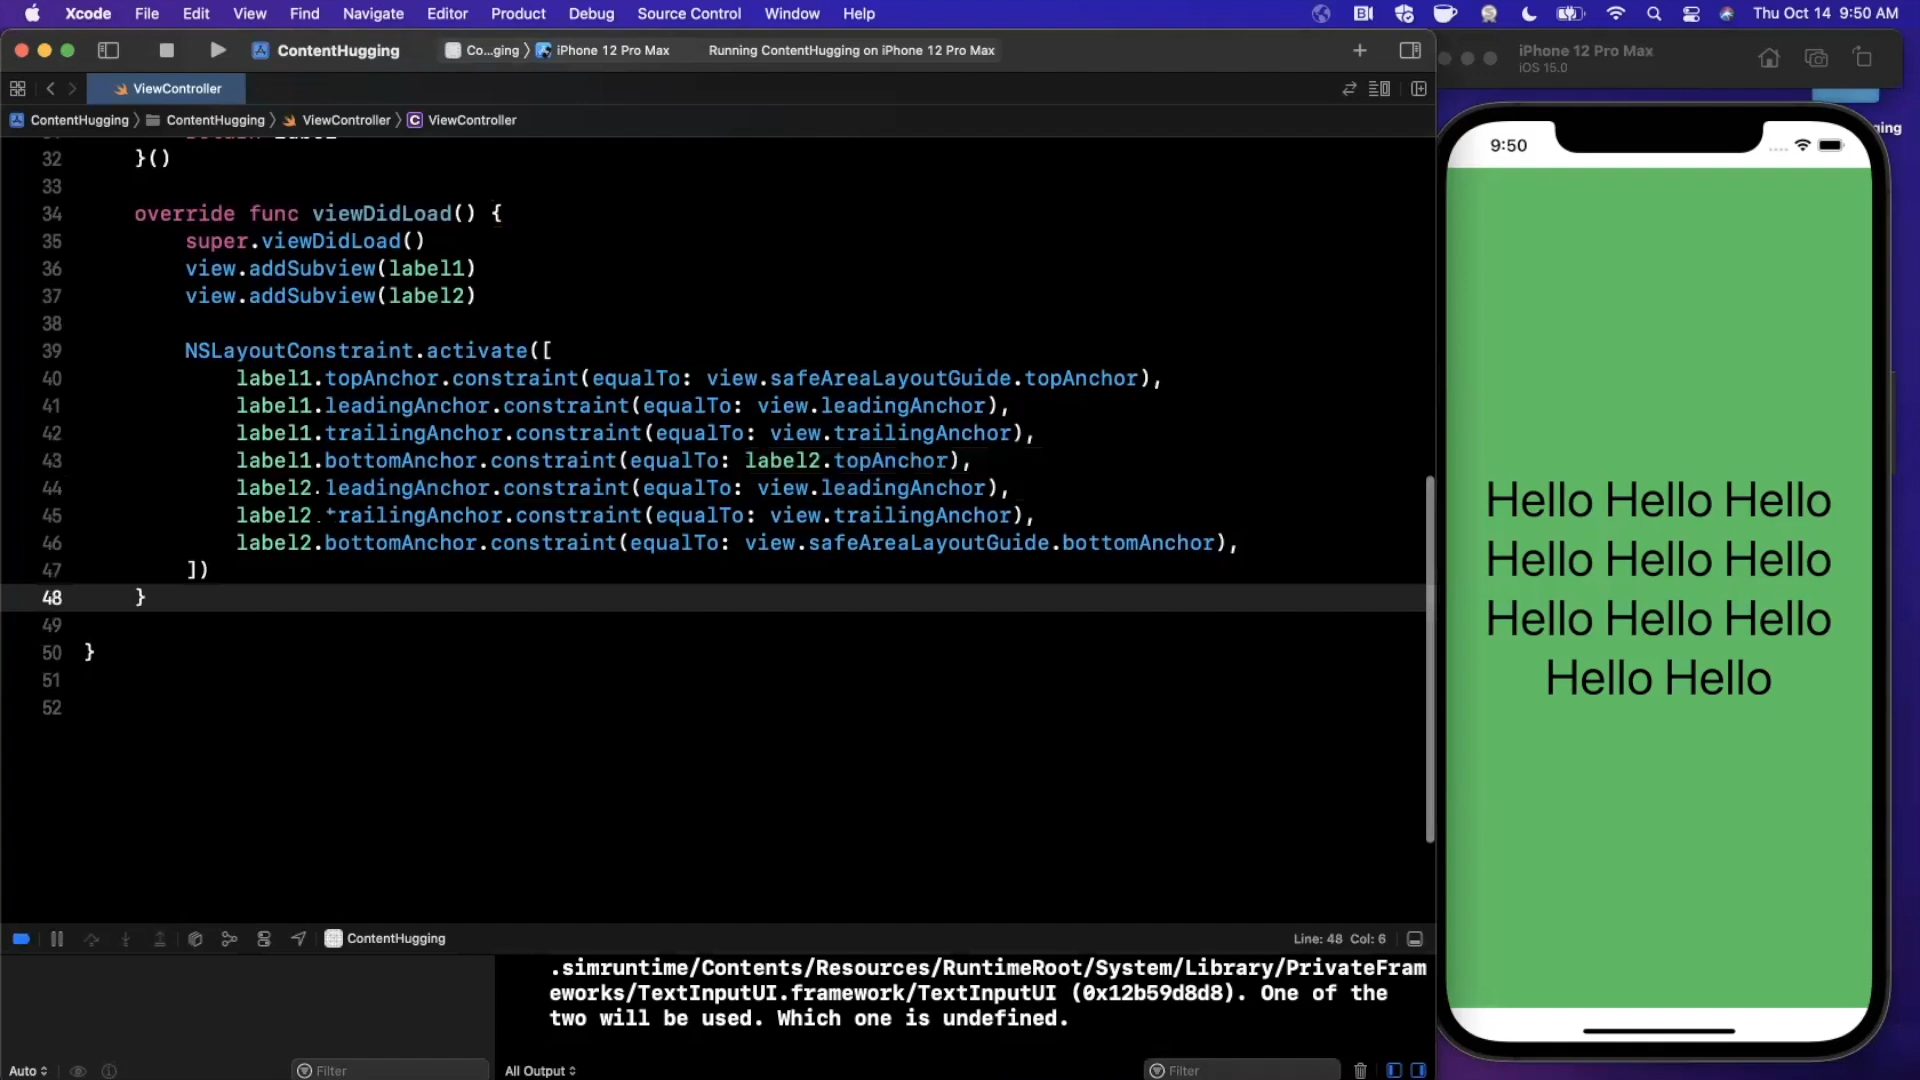 Xcode File Edit View Find Navigate Editor Product Debug Source Control Window Help Thu Oct 14 9:50 AM
ContentHugging Co...ging iPhone 12 Pro Max Running ContentHugging on iPhone 12 Pro Max
iPhone 12 Pro Max
iOS 15.0
ViewController
ContentHugging ContentHugging ViewController C ViewController
ging
32 }()
33
34 override func viewDidLoad() {
35 super.viewDidLoad()
36 view.addSubview(label1)
37 view.addSubview(label2)
38
39 NSLayoutConstraint.activate([
40 label1.topAnchor.constraint(equalTo: view.safeAreaLayoutGuide.topAnchor),
41 label1.leadingAnchor.constraint(equalTo: view.leadingAnchor),
42 label1.trailingAnchor.constraint(equalTo: view.trailingAnchor),
43 label1.bottomAnchor.constraint(equalTo: label2.topAnchor),
44 label2.leadingAnchor.constraint(equalTo: view.leadingAnchor),
45 label2.trailingAnchor.constraint(equalTo: view.trailingAnchor),
46 label2.bottomAnchor.constraint(equalTo: view.safeAreaLayoutGuide.bottomAnchor),
47 ])
48 }
49
50 }
51
52
9:50
Hello Hello Hello
Hello Hello Hello
Hello Hello Hello
Hello Hello
ContentHugging Line: 48 Col: 6
.simruntime/Contents/Resources/RuntimeRoot/System/Library/PrivateFram
eworks/TextInputUI.framework/TextInputUI (0x12b59d8d8). One of the
two will be used. Which one is undefined.
Auto Filter All Output Filter